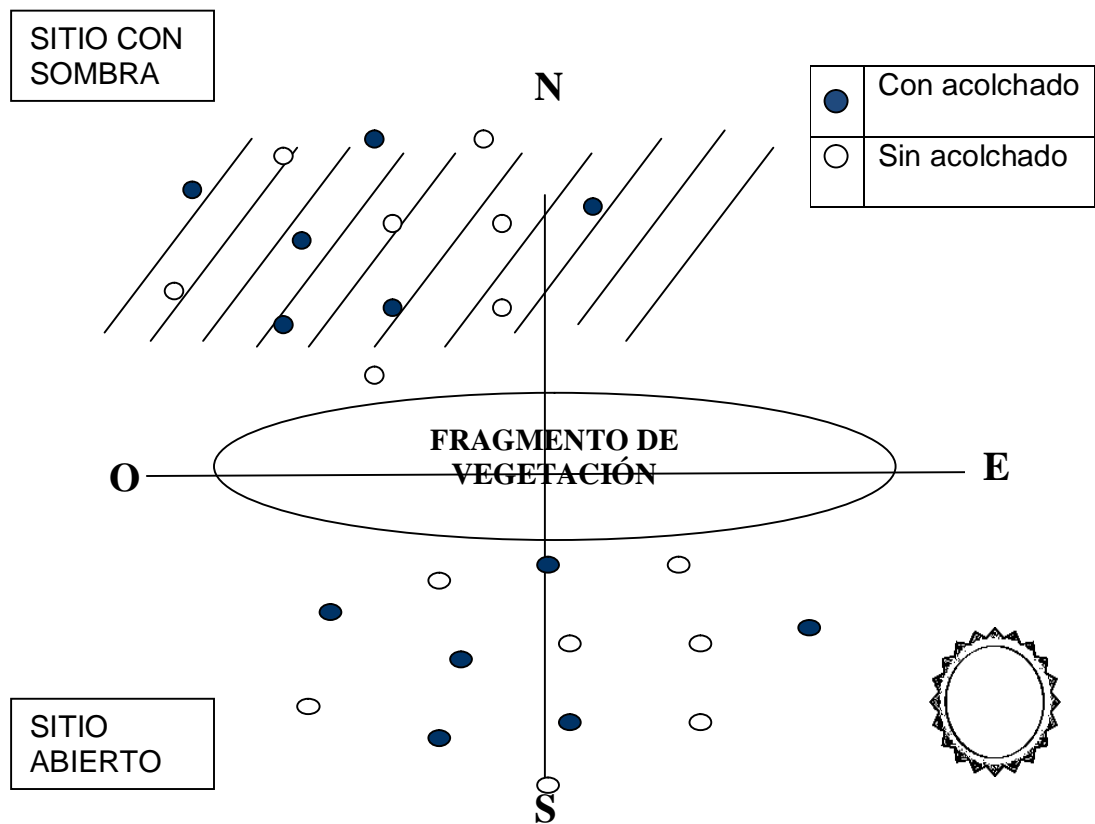 SITIO CON
SOMBRA
N
Con acolchado
Sin acolchado
FRAGMENTO DE
VEGETACIÓN
O
E
SITIO
ABIERTO
S